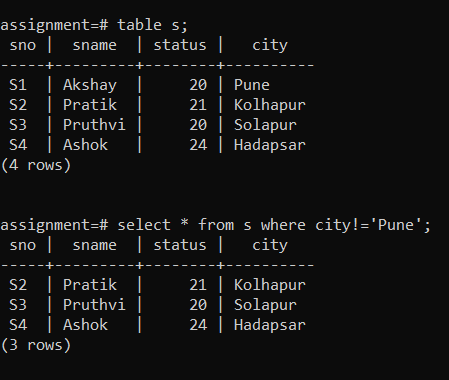 assignment=# table s;
 sno |  sname  | status |   city
-----+---------+--------+----------
 S1  | Akshay  |     20 | Pune
 S2  | Pratik  |     21 | Kolhapur
 S3  | Pruthvi |     20 | Solapur
 S4  | Ashok   |     24 | Hadapsar
(4 rows)
assignment=# select * from s where city!='Pune';
 sno |  sname  | status |   city
-----+---------+--------+----------
 S2  | Pratik  |     21 | Kolhapur
 S3  | Pruthvi |     20 | Solapur
 S4  | Ashok   |     24 | Hadapsar
(3 rows)